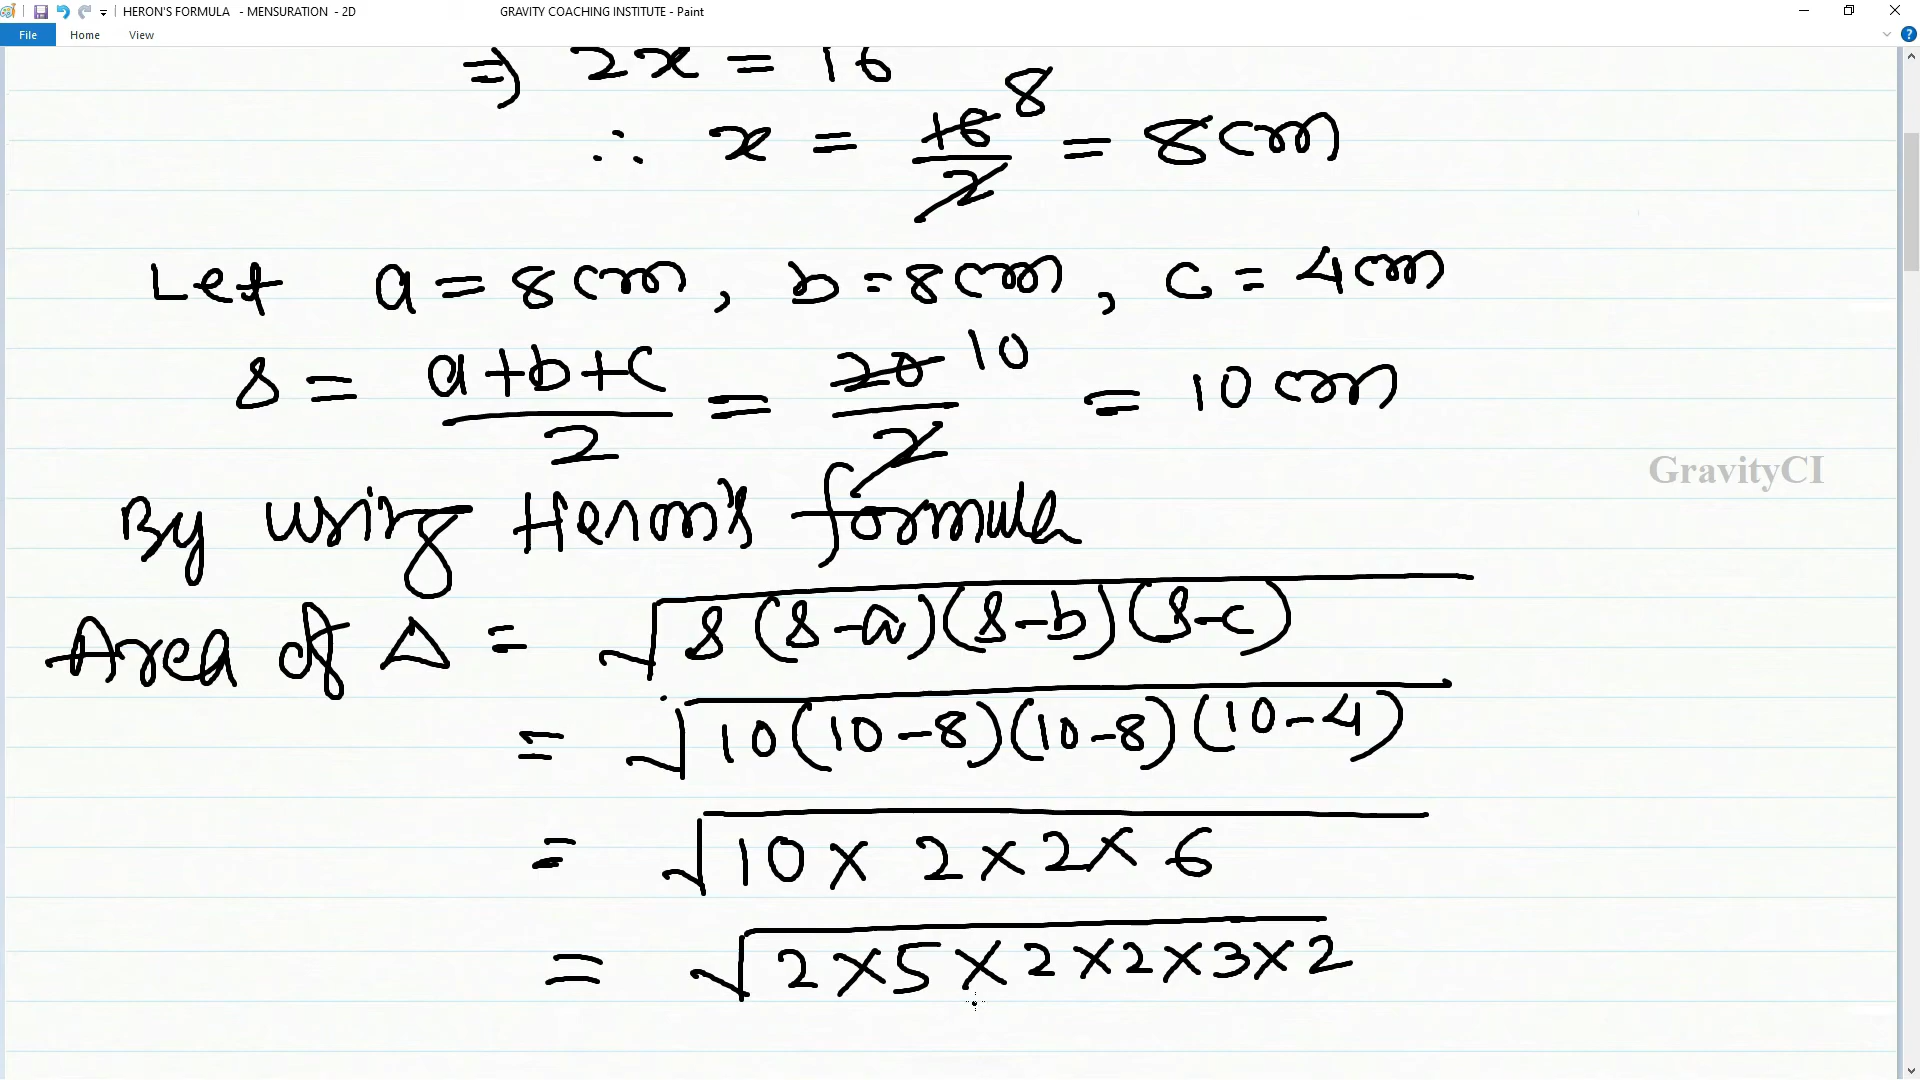 HERON'S FORMULA - MENSURATION - 2D GRAVITY COACHING INSTITUTE - Paint
File Home View
⇒ 2x = 16
∴ x = 16/2 8 = 8cm
Let a = 8cm, b = 8cm, c = 4cm
s = a+b+c/2 = 20/2 10 = 10cm
GravityCI
By using Heron's formula
Area of Δ = √s(s-a)(s-b)(s-c)
= √10(10-8)(10-8)(10-4)
= √10×2×2×6
= √2×5×2×2×3×2